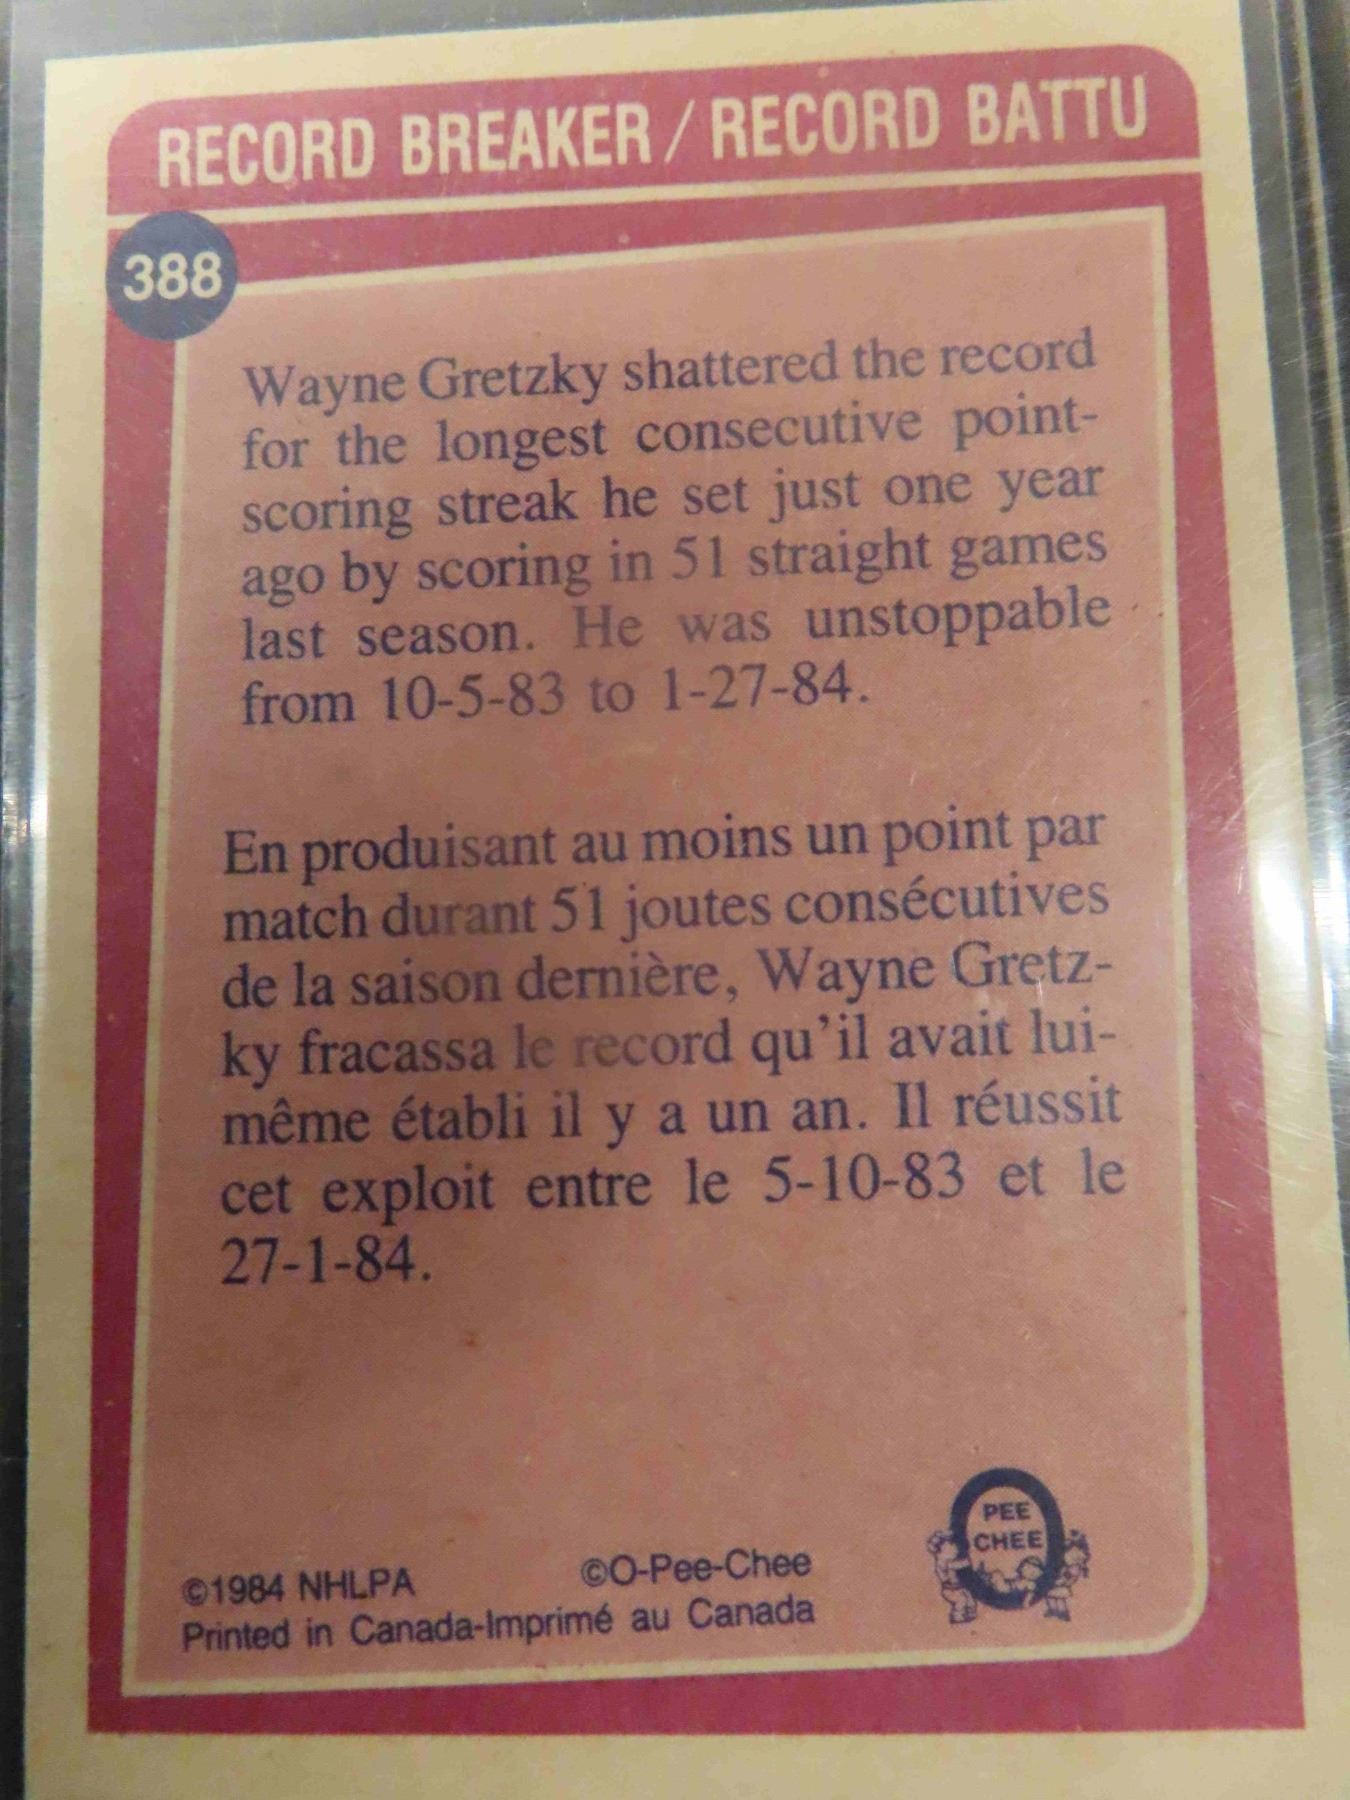 RECORD BREAKER / RECORD BATTU
388
Wayne Gretzky shattered the record
for the longest consecutive point-
scoring streak he set just one year
ago by scoring in 51 straight games
last season. He was unstoppable
from 10-5-83 to 1-27-84.
En produisant au moins un point par
match durant 51 joutes consécutives
de la saison dernière, Wayne Gretz-
ky fracassa le record qu'il avait lui-
même établi il y a un an. Il réussit
cet exploit entre le 5-10-83 et le
27-1-84.
©1984 NHLPA ©O-Pee-Chee
Printed in Canada-Imprimé au Canada
PEE
CHEE